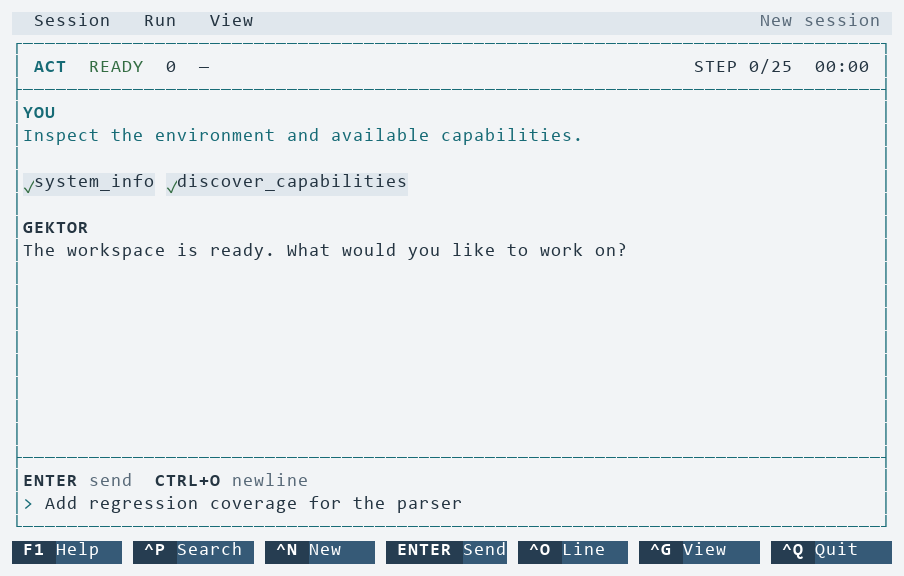 Session Run View New session
ACT READY 0 — STEP 0/25 00:00
YOU
Inspect the environment and available capabilities.
✓system_info ✓discover_capabilities
GEKTOR
The workspace is ready. What would you like to work on?
ENTER send CTRL+O newline
> Add regression coverage for the parser
F1 Help ^P Search ^N New ENTER Send ^O Line ^G View ^Q Quit